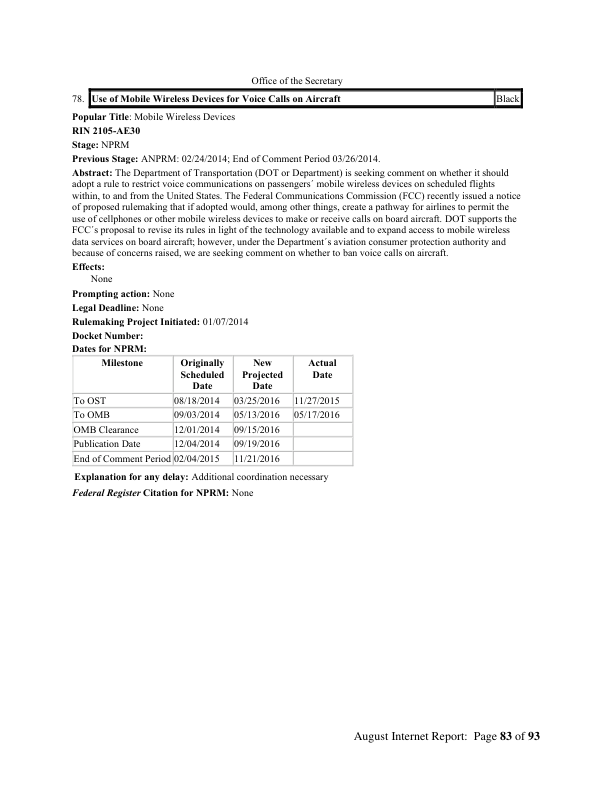 Office of the Secretary
78. Use of Mobile Wireless Devices for Voice Calls on Aircraft Black
Popular Title: Mobile Wireless Devices
RIN 2105-AE30
Stage: NPRM
Previous Stage: ANPRM: 02/24/2014; End of Comment Period 03/26/2014.
Abstract: The Department of Transportation (DOT or Department) is seeking comment on whether it should
adopt a rule to restrict voice communications on passengers´ mobile wireless devices on scheduled flights
within, to and from the United States. The Federal Communications Commission (FCC) recently issued a notice
of proposed rulemaking that if adopted would, among other things, create a pathway for airlines to permit the
use of cellphones or other mobile wireless devices to make or receive calls on board aircraft. DOT supports the
FCC´s proposal to revise its rules in light of the technology available and to expand access to mobile wireless
data services on board aircraft; however, under the Department´s aviation consumer protection authority and
because of concerns raised, we are seeking comment on whether to ban voice calls on aircraft.
Effects:
None
Prompting action: None
Legal Deadline: None
Rulemaking Project Initiated: 01/07/2014
Docket Number:
Dates for NPRM:
Milestone Originally Scheduled Date New Projected Date Actual Date
To OST 08/18/2014 03/25/2016 11/27/2015
To OMB 09/03/2014 05/13/2016 05/17/2016
OMB Clearance 12/01/2014 09/15/2016
Publication Date 12/04/2014 09/19/2016
End of Comment Period 02/04/2015 11/21/2016
Explanation for any delay: Additional coordination necessary
Federal Register Citation for NPRM: None
August Internet Report: Page 83 of 93